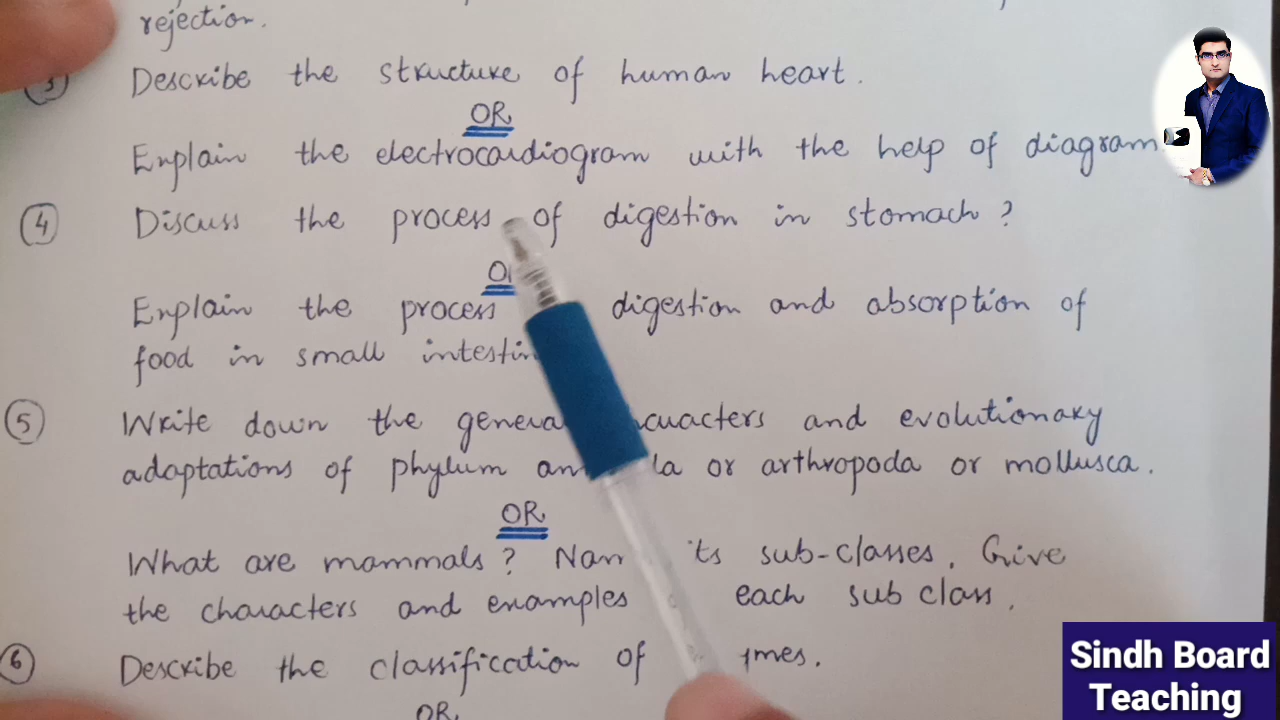 rejection.
3 Describe the structure of human heart.
OR
Explain the electrocardiogram with the help of diagram
4 Discuss the process of digestion in stomach ?
Explain the process digestion and absorption of
food in small
5 Write down the and evolutionary
adaptations of phylum or arthropoda or mollusca.
OR
What are mammals ? sub-classes. Give
the characters and examples each sub class.
6 Describe the classification of
OR
Sindh Board
Teaching